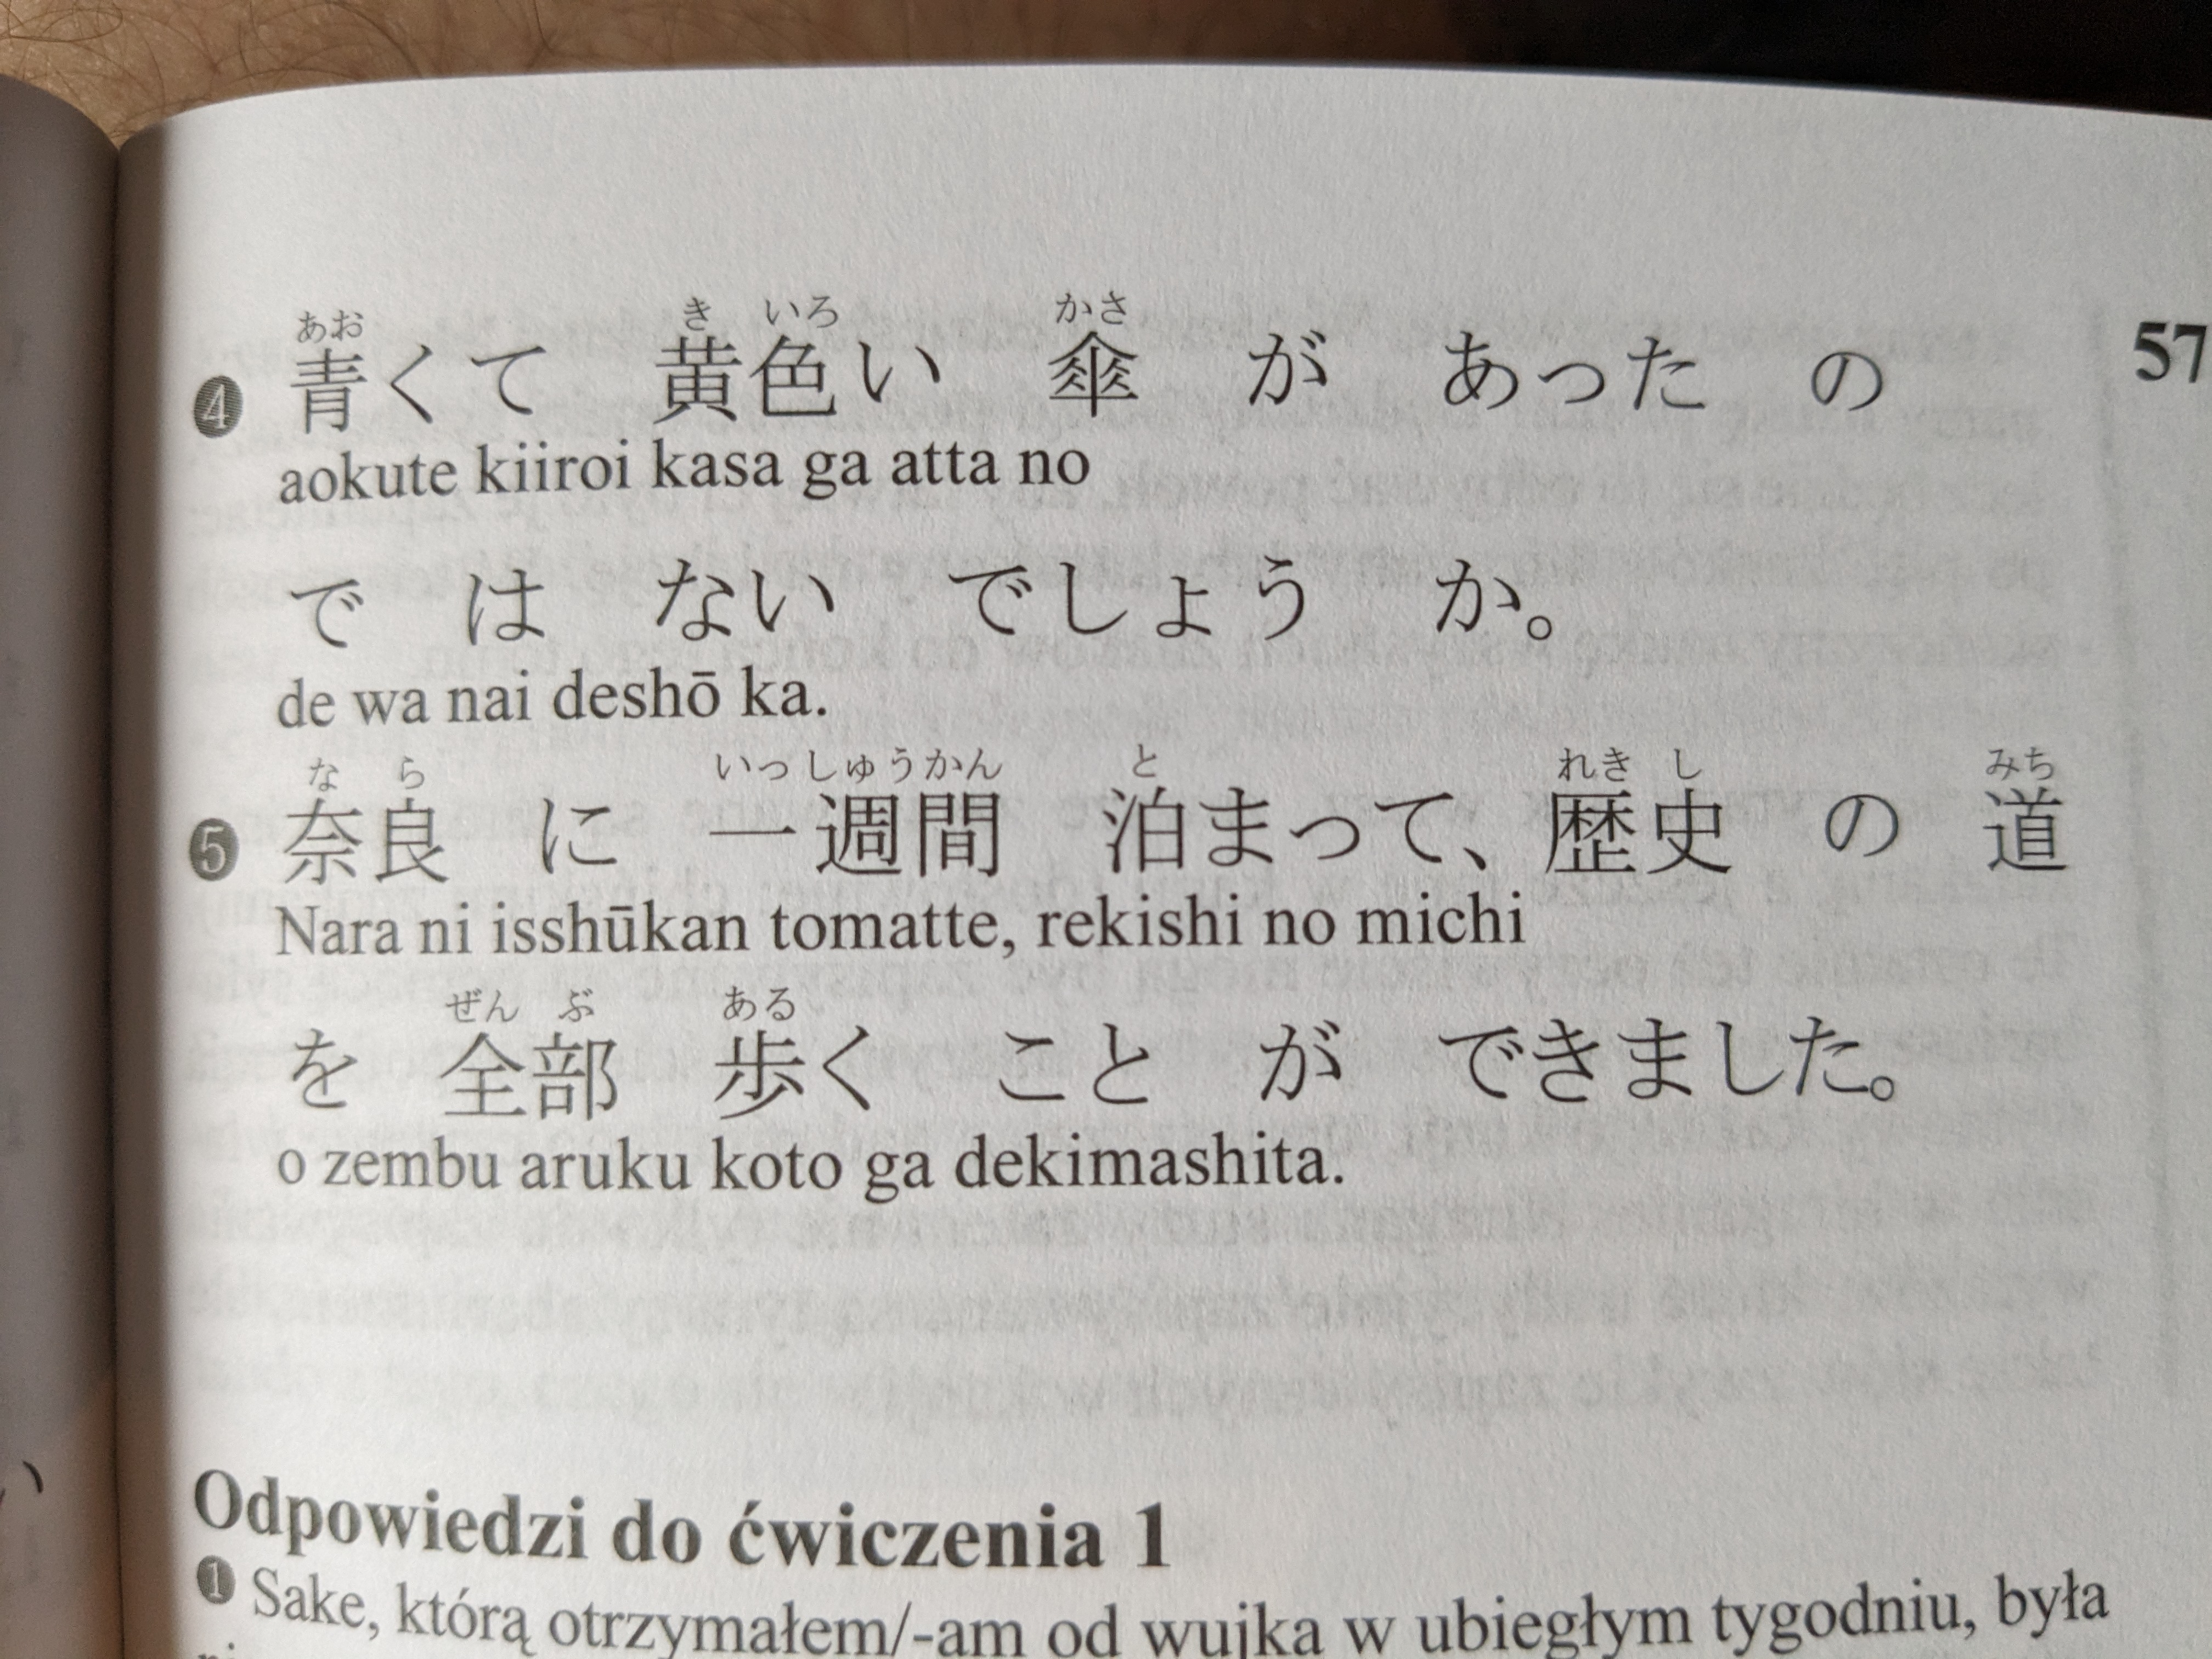 あお き いろ かさ
❹ 青くて 黄色い 傘 が あった の
57
aokute kiiroi kasa ga atta no
で は ない でしょう か。
de wa nai deshō ka.
な ら いっしゅうかん と れき し みち
❺ 奈良 に 一週間 泊まって、歴史 の 道
Nara ni isshūkan tomatte, rekishi no michi
ぜん ぶ ある
を 全部 歩く こと が できました。
o zembu aruku koto ga dekimashita.
Odpowiedzi do ćwiczenia 1
❶ Sake, którą otrzymałem/-am od wujka w ubiegłym tygodniu, była